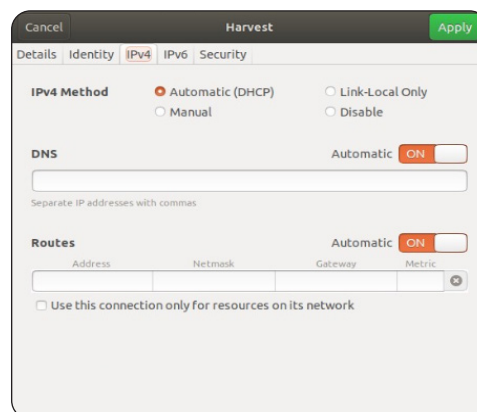 Cancel Harvest Apply
Details Identity IPv4 IPv6 Security
IPv4 Method Automatic (DHCP) Link-Local Only
Manual Disable
DNS Automatic ON
Separate IP addresses with commas
Routes Automatic ON
Address Netmask Gateway Metric
Use this connection only for resources on its network